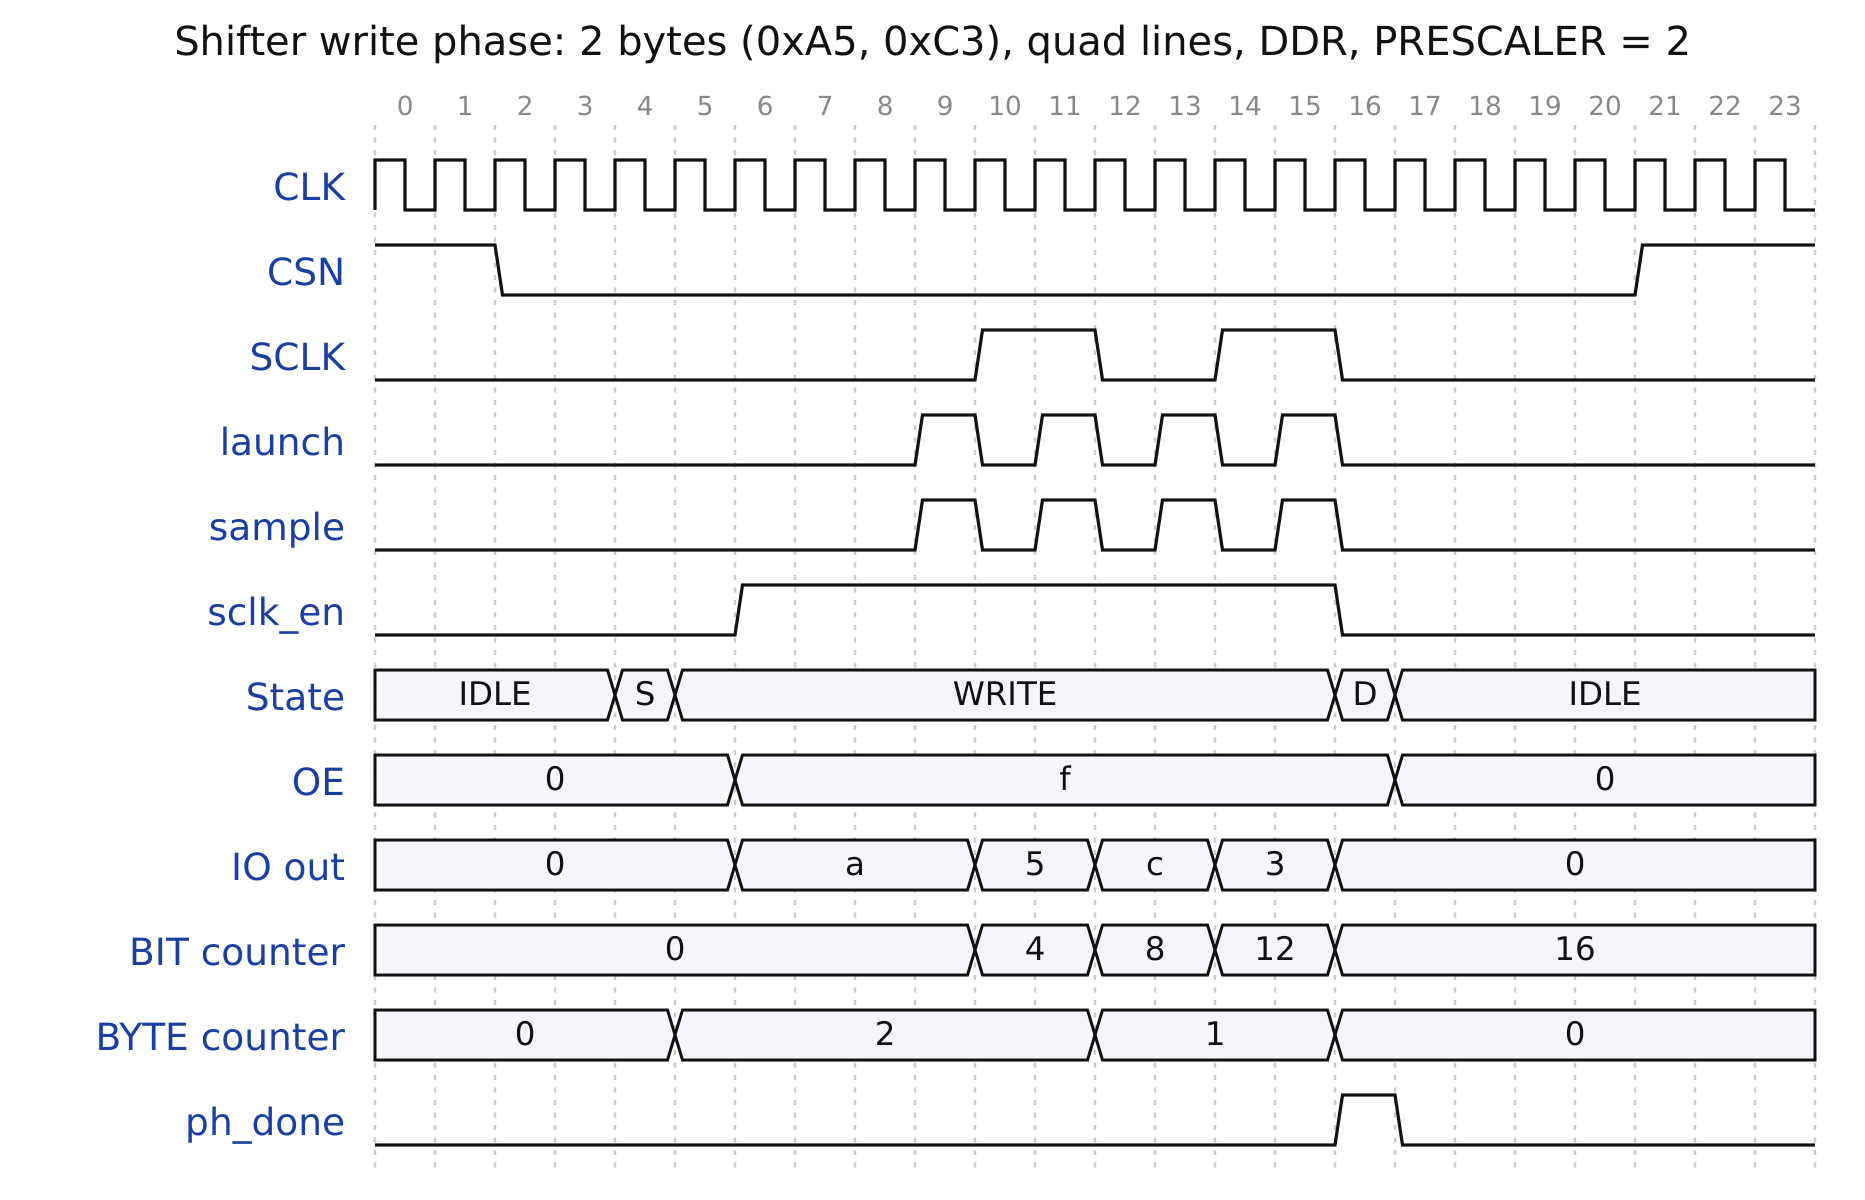 Shifter write phase: 2 bytes (0xA5, 0xC3), quad lines, DDR, PRESCALER = 2
0 1 2 3 4 5 6 7 8 9 10 11 12 13 14 15 16 17 18 19 20 21 22 23
CLK
CSN
SCLK
launch
sample
sclk_en
State IDLE S WRITE D IDLE
OE 0 f 0
IO out 0 a 5 c 3 0
BIT counter 0 4 8 12 16
BYTE counter 0 2 1 0
ph_done